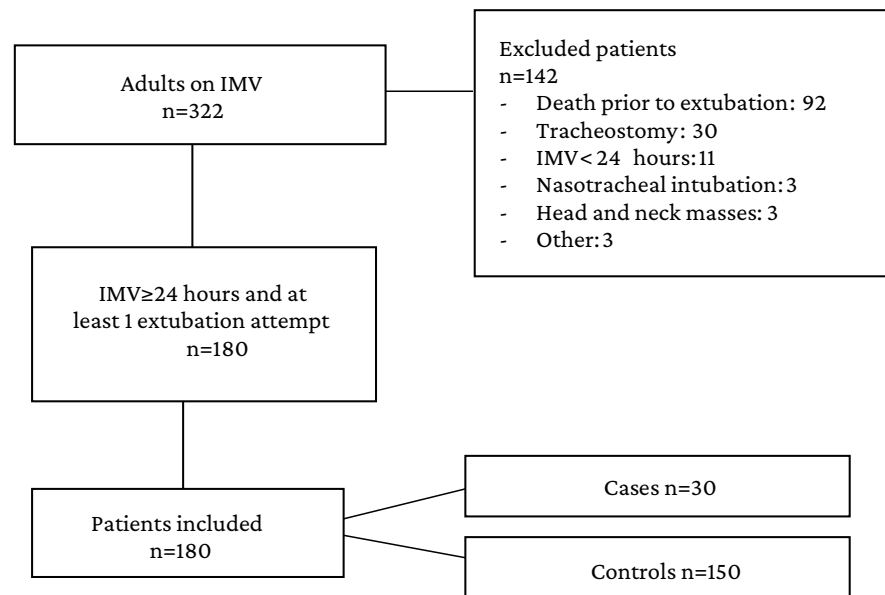 Adults on IMV
n=322
Excluded patients
n=142
- Death prior to extubation: 92
- Tracheostomy: 30
- IMV< 24 hours:11
- Nasotracheal intubation: 3
- Head and neck masses: 3
- Other: 3
IMV≥24 hours and at
least 1 extubation attempt
n=180
Patients included
n=180
Cases n=30
Controls n=150